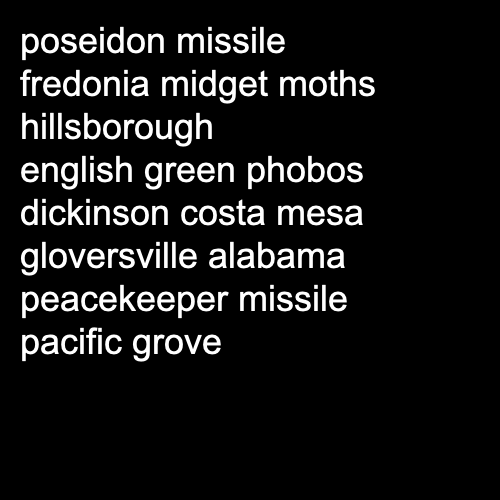 poseidon missile
fredonia midget moths
hillsborough
english green phobos
dickinson costa mesa
gloversville alabama
peacekeeper missile
pacific grove